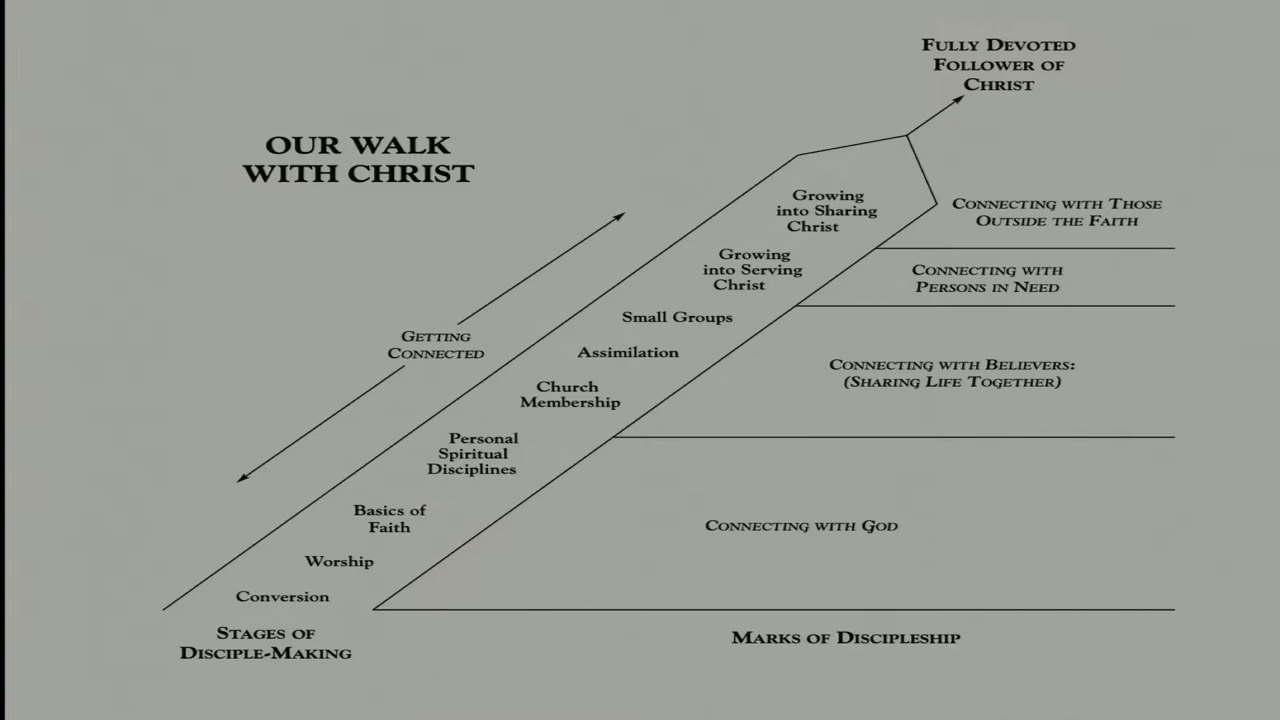 FULLY DEVOTED
FOLLOWER OF
CHRIST
OUR WALK
WITH CHRIST
Growing
into Sharing
Christ
CONNECTING WITH THOSE
OUTSIDE THE FAITH
Growing
into Serving
Christ
CONNECTING WITH
PERSONS IN NEED
Small Groups
GETTING
CONNECTED
Assimilation
CONNECTING WITH BELIEVERS:
(SHARING LIFE TOGETHER)
Church
Membership
Personal
Spiritual
Disciplines
Basics of
Faith
CONNECTING WITH GOD
Worship
Conversion
STAGES OF
DISCIPLE-MAKING
MARKS OF DISCIPLESHIP